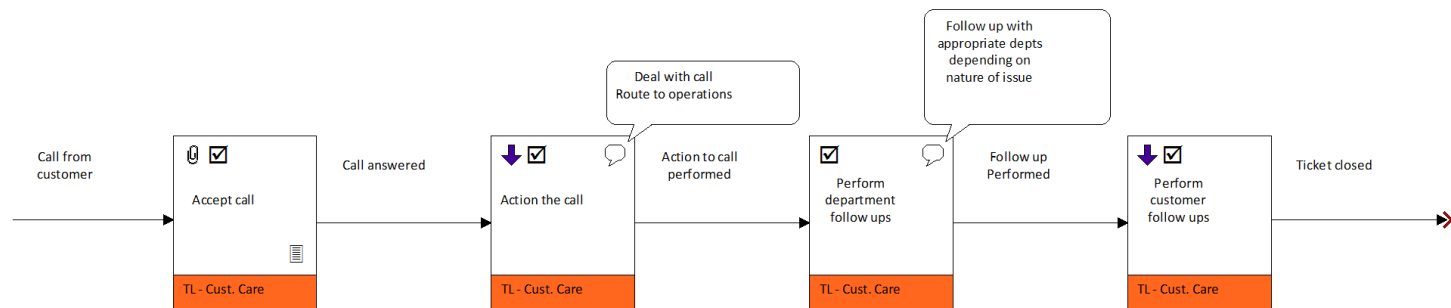 Call from
customer
Accept call
TL - Cust. Care
Call answered
Deal with call
Route to operations
Action the call
TL - Cust. Care
Action to call
performed
Follow up with
appropriate depts
depending on
nature of issue
Perform
department
follow ups
TL - Cust. Care
Follow up
Performed
Perform
customer
follow ups
TL - Cust. Care
Ticket closed